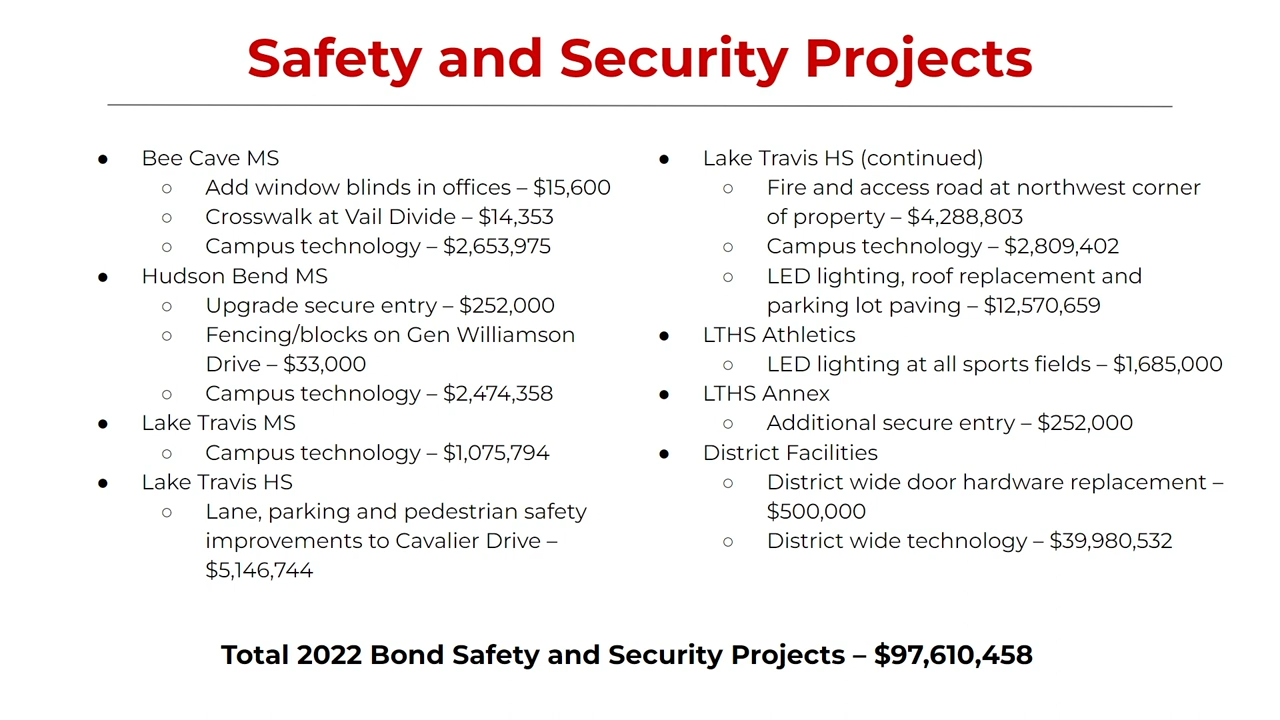 Safety and Security Projects
● Bee Cave MS
○ Add window blinds in offices – $15,600
○ Crosswalk at Vail Divide – $14,353
○ Campus technology – $2,653,975
● Hudson Bend MS
○ Upgrade secure entry – $252,000
○ Fencing/blocks on Gen Williamson
Drive – $33,000
○ Campus technology – $2,474,358
● Lake Travis MS
○ Campus technology – $1,075,794
● Lake Travis HS
○ Lane, parking and pedestrian safety
improvements to Cavalier Drive –
$5,146,744
● Lake Travis HS (continued)
○ Fire and access road at northwest corner
of property – $4,288,803
○ Campus technology – $2,809,402
○ LED lighting, roof replacement and
parking lot paving – $12,570,659
● LTHS Athletics
○ LED lighting at all sports fields – $1,685,000
● LTHS Annex
○ Additional secure entry – $252,000
● District Facilities
○ District wide door hardware replacement –
$500,000
○ District wide technology – $39,980,532
Total 2022 Bond Safety and Security Projects – $97,610,458